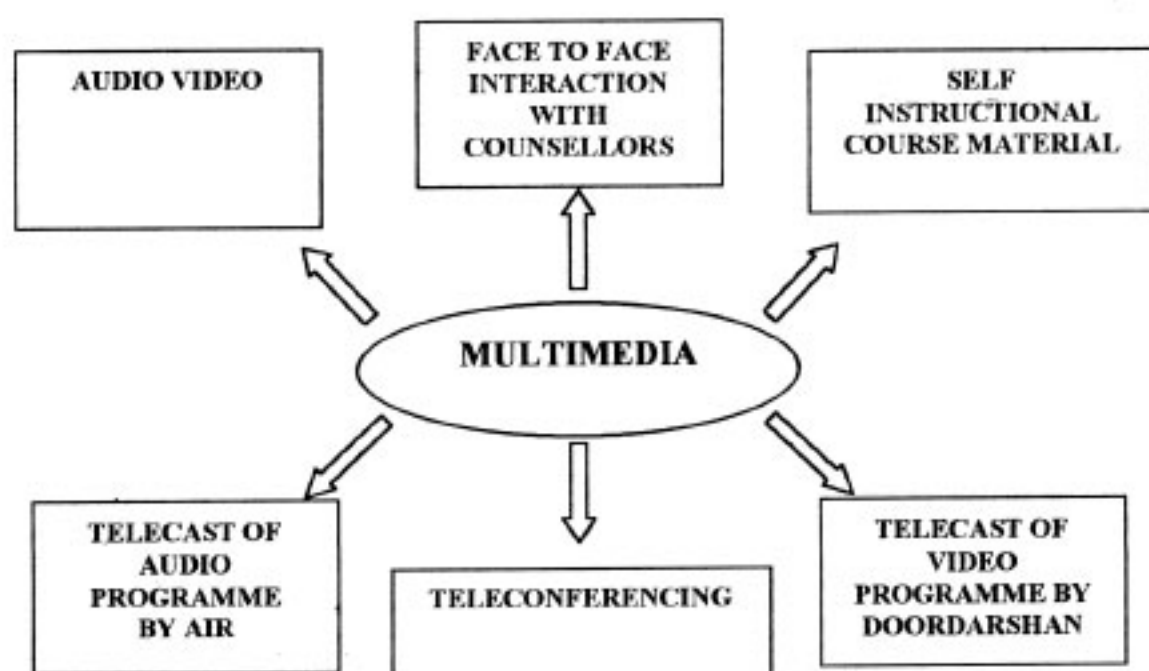 AUDIO VIDEO
FACE TO FACE
INTERACTION
WITH
COUNSELLORS
SELF
INSTRUCTIONAL
COURSE MATERIAL
MULTIMEDIA
TELECAST OF
AUDIO
PROGRAMME
BY AIR
TELECONFERENCING
TELECAST OF
VIDEO
PROGRAMME BY
DOORDARSHAN